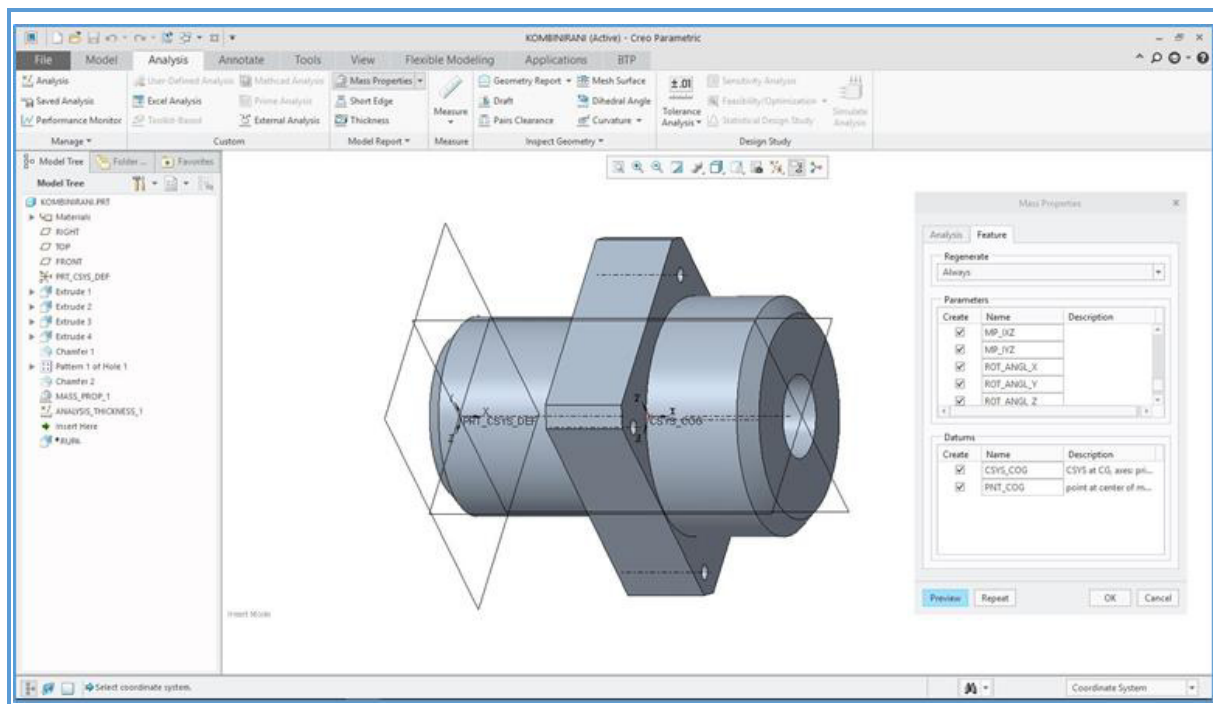 KOMBINIRANI (Active) - Creo Parametric
File Model Analysis Annotate Tools View Flexible Modeling Applications BTP
Analysis User-Defined Analysis Mathcad Analysis Mass Properties Geometry Report Mesh Surface ±.01 Sensitivity Analysis
Saved Analysis Excel Analysis Prime Analysis Short Edge Measure Draft Dihedral Angle Tolerance Analysis Feasibility/Optimization Simulate Analysis
Performance Monitor Toolkit-Based External Analysis Thickness Pairs Clearance Curvature Statistical Design Study
Manage Custom Model Report Measure Inspect Geometry Design Study
Model Tree Folder ... Favorites
Model Tree
KOMBINIRANI.PRT
Materials
RIGHT
TOP
FRONT
PRT_CSYS_DEF
Extrude 1
Extrude 2
Extrude 3
Extrude 4
Chamfer 1
Pattern 1 of Hole 1
Chamfer 2
MASS_PROP_1
ANALYSIS_THICKNESS_1
Insert Here
PRT_CSYS_DEF
X
Z
CSYS_COG
Insert Mode
Mass Properties
Analysis Feature
Regenerate
Always
Parameters
Create Name Description
MP_IXZ
MP_IYZ
ROT_ANGL_X
ROT_ANGL_Y
ROT_ANGL_Z
Datums
Create Name Description
CSYS_COG CSYS at CG, axes: pri...
PNT_COG point at center of m...
Preview Repeat OK Cancel
Select coordinate system.
Coordinate System